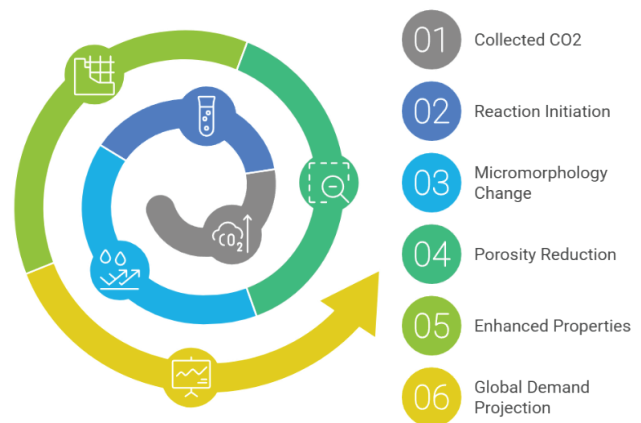 01
Collected CO2
02
Reaction Initiation
03
Micromorphology
Change
CO2
04
Porosity Reduction
05
Enhanced Properties
06
Global Demand
Projection